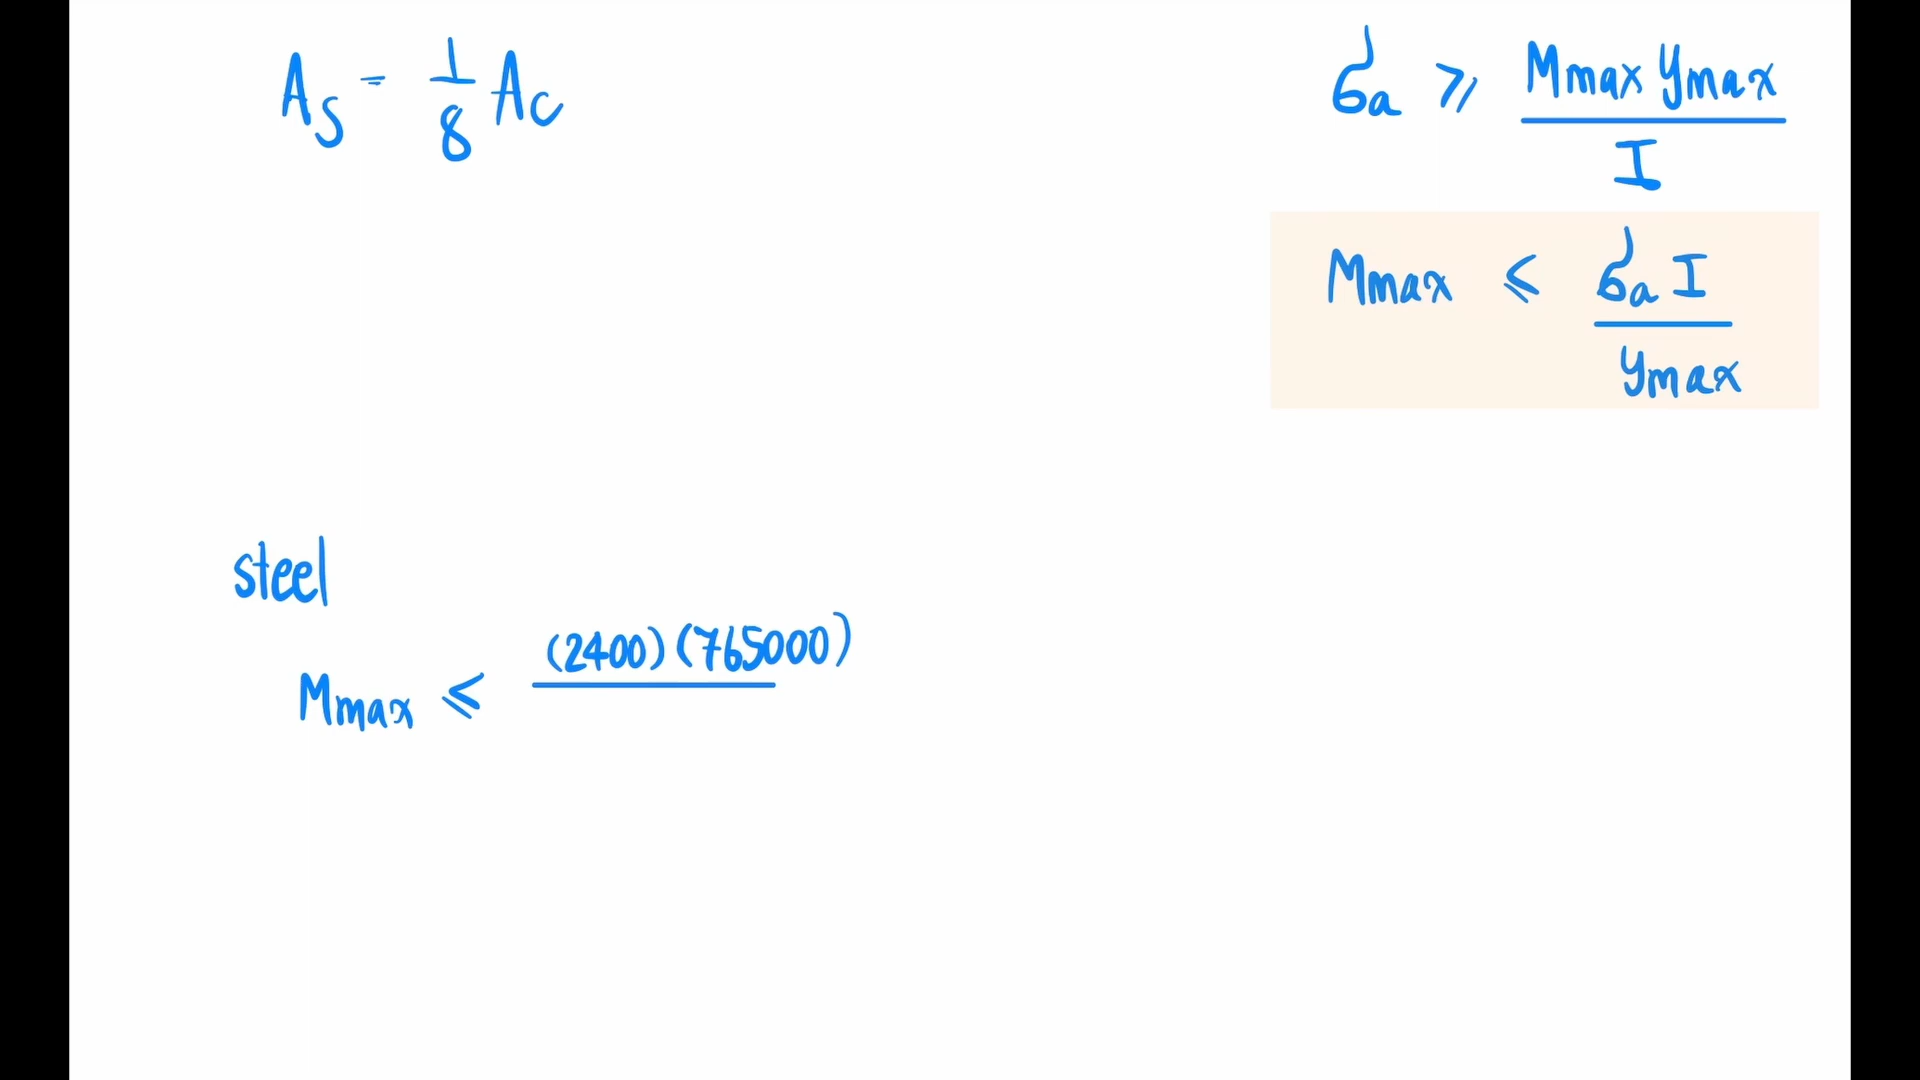 As = 1/8 Ac
σa ⩾ Mmax ymax / I
Mmax ⩽ σa I / ymax
steel
Mmax ⩽ (2400)(765000)